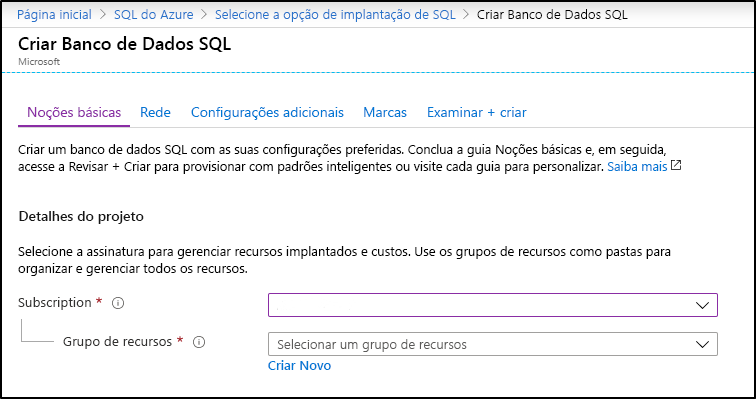 Página inicial > SQL do Azure > Selecione a opção de implantação de SQL > Criar Banco de Dados SQL
Criar Banco de Dados SQL
Microsoft
Noções básicas Rede Configurações adicionais Marcas Examinar + criar
Criar um banco de dados SQL com as suas configurações preferidas. Conclua a guia Noções básicas e, em seguida,
acesse a Revisar + Criar para provisionar com padrões inteligentes ou visite cada guia para personalizar. Saiba mais
Detalhes do projeto
Selecione a assinatura para gerenciar recursos implantados e custos. Use os grupos de recursos como pastas para
organizar e gerenciar todos os recursos.
Subscription *
Grupo de recursos * Selecionar um grupo de recursos
Criar Novo